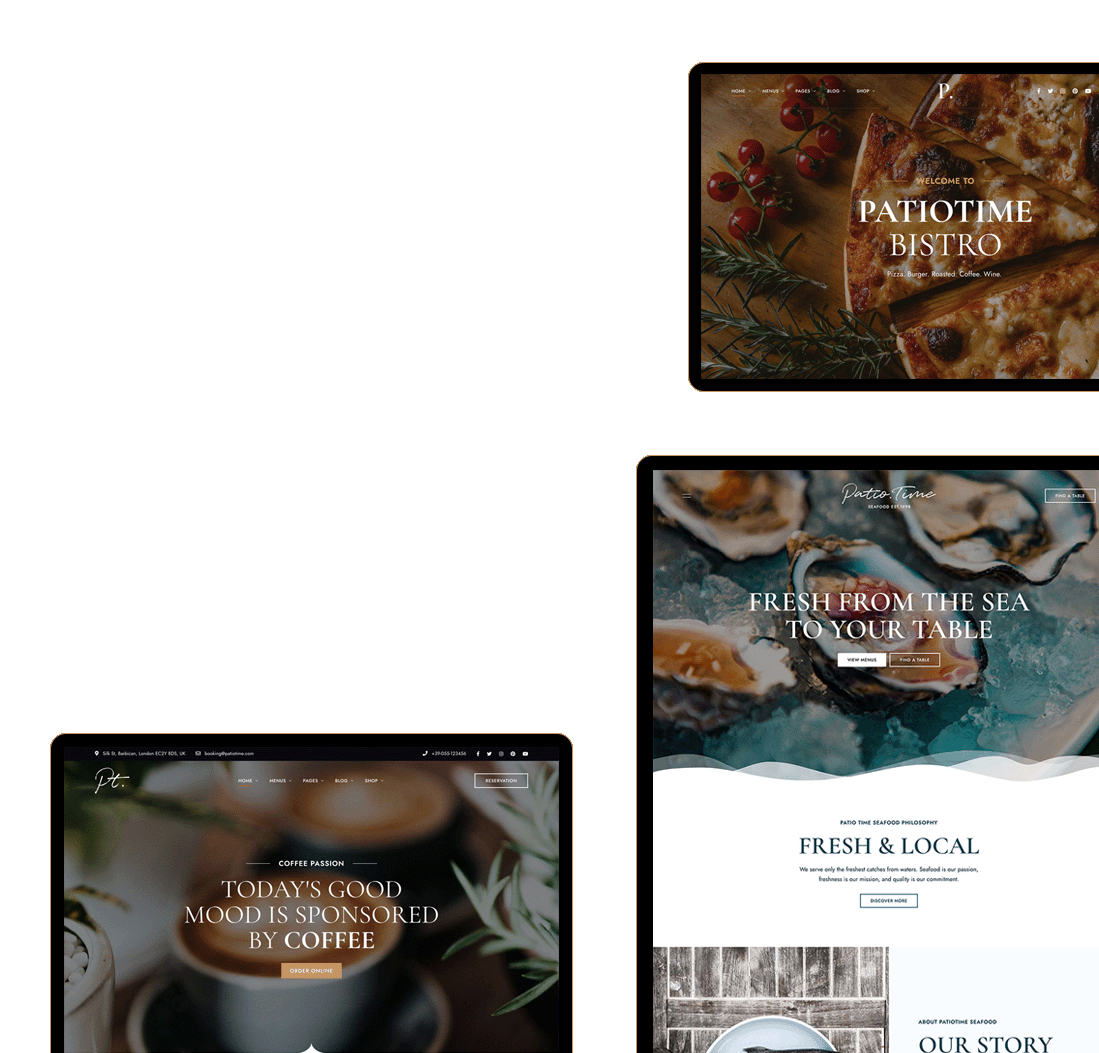 HOME MENUS PAGES BLOG SHOP
P.
WELCOME TO
PATIOTIME
BISTRO
Pizza. Burger. Roasted. Coffee. Wine.
Patio.Time
SEAFOOD EST.1898
FIND A TABLE
FRESH FROM THE SEA
TO YOUR TABLE
VIEW MENUS FIND A TABLE
PATIO TIME SEAFOOD PHILOSOPHY
FRESH & LOCAL
We serve only the freshest catches from waters. Seafood is our passion,
freshness is our mission, and quality is our commitment.
DISCOVER MORE
ABOUT PATIOTIME SEAFOOD
OUR STORY
Silk St, Barbican, London EC2Y 8DS, UK booking@patiotime.com +39-055-123456
Pt.
HOME MENUS PAGES BLOG SHOP RESERVATION
COFFEE PASSION
TODAY'S GOOD
MOOD IS SPONSORED
BY COFFEE
ORDER ONLINE